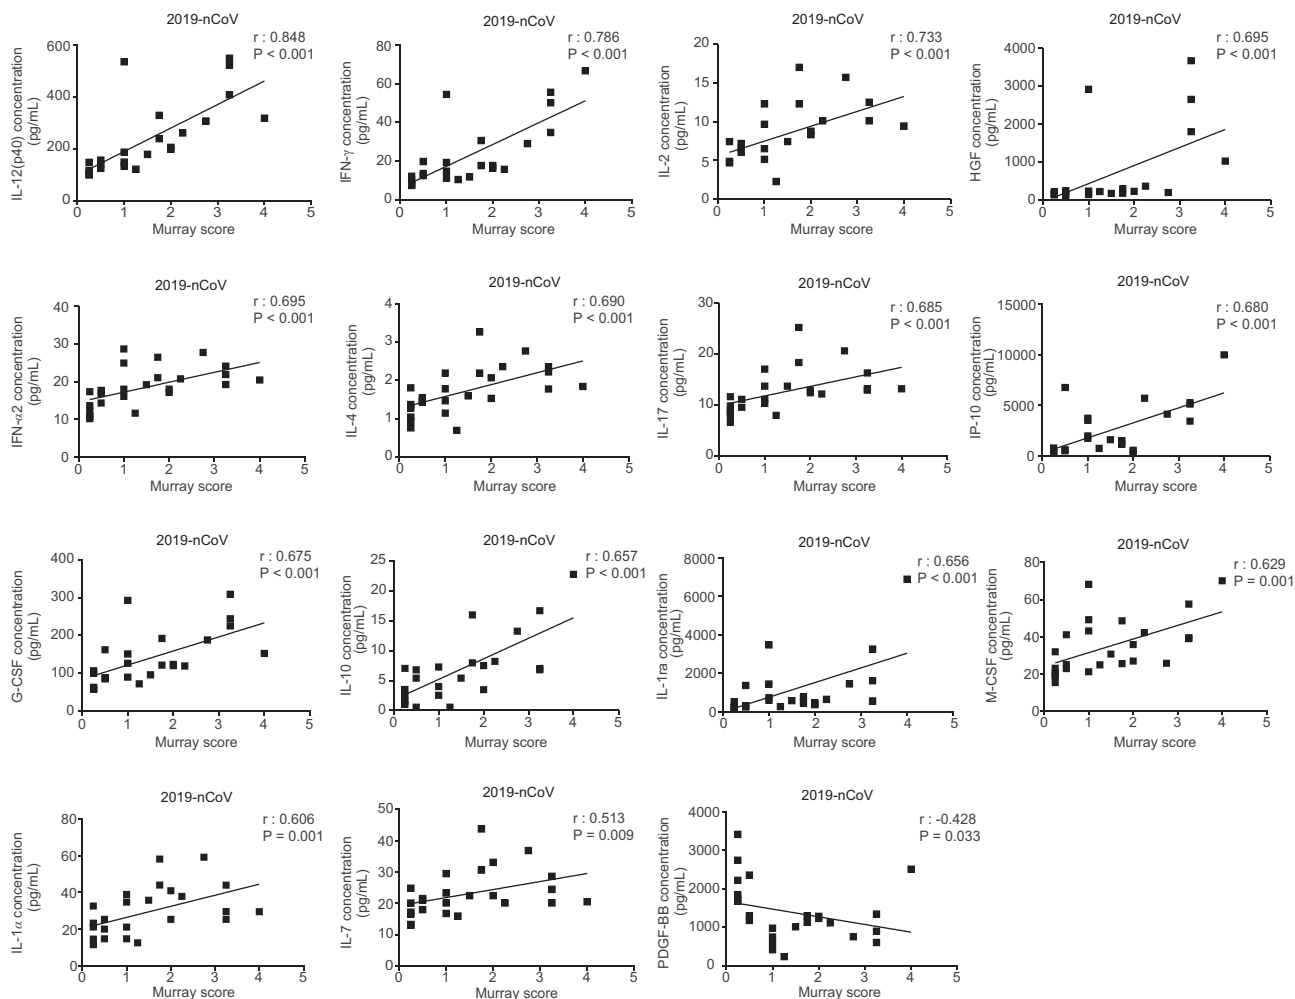 2019-nCoV
r : 0.848
P < 0.001
IL-12(p40) concentration
(pg/mL)
600
400
200
0
0 1 2 3 4 5
Murray score
2019-nCoV
r : 0.786
P < 0.001
IFN-γ concentration
(pg/mL)
80
60
40
20
0
0 1 2 3 4 5
Murray score
2019-nCoV
r : 0.733
P < 0.001
IL-2 concentration
(pg/mL)
20
15
10
5
0
0 1 2 3 4 5
Murray score
2019-nCoV
r : 0.695
P < 0.001
HGF concentration
(pg/mL)
4000
3000
2000
1000
0
0 1 2 3 4 5
Murray score
2019-nCoV
r : 0.695
P < 0.001
IFN-α2 concentration
(pg/mL)
40
30
20
10
0
0 1 2 3 4 5
Murray score
2019-nCoV
r : 0.690
P < 0.001
IL-4 concentration
(pg/mL)
4
3
2
1
0
0 1 2 3 4 5
Murray score
2019-nCoV
r : 0.685
P < 0.001
IL-17 concentration
(pg/mL)
30
20
10
0
0 1 2 3 4 5
Murray score
2019-nCoV
r : 0.680
P < 0.001
IP-10 concentration
(pg/mL)
15000
10000
5000
0
0 1 2 3 4 5
Murray score
2019-nCoV
r : 0.675
P < 0.001
G-CSF concentration
(pg/mL)
400
300
200
100
0
0 1 2 3 4 5
Murray score
2019-nCoV
r : 0.657
P < 0.001
IL-10 concentration
(pg/mL)
25
20
15
10
5
0
0 1 2 3 4 5
Murray score
2019-nCoV
r : 0.656
P < 0.001
IL-1ra concentration
(pg/mL)
8000
6000
4000
2000
0
0 1 2 3 4 5
Murray score
2019-nCoV
r : 0.629
P = 0.001
M-CSF concentration
(pg/mL)
80
60
40
20
0
0 1 2 3 4 5
Murray score
2019-nCoV
r : 0.606
P = 0.001
IL-1α concentration
(pg/mL)
80
60
40
20
0
0 1 2 3 4 5
Murray score
2019-nCoV
r : 0.513
P = 0.009
IL-7 concentration
(pg/mL)
50
40
30
20
10
0
0 1 2 3 4 5
Murray score
2019-nCoV
r : -0.428
P = 0.033
PDGF-BB concentration
(pg/mL)
4000
3000
2000
1000
0
0 1 2 3 4 5
Murray score